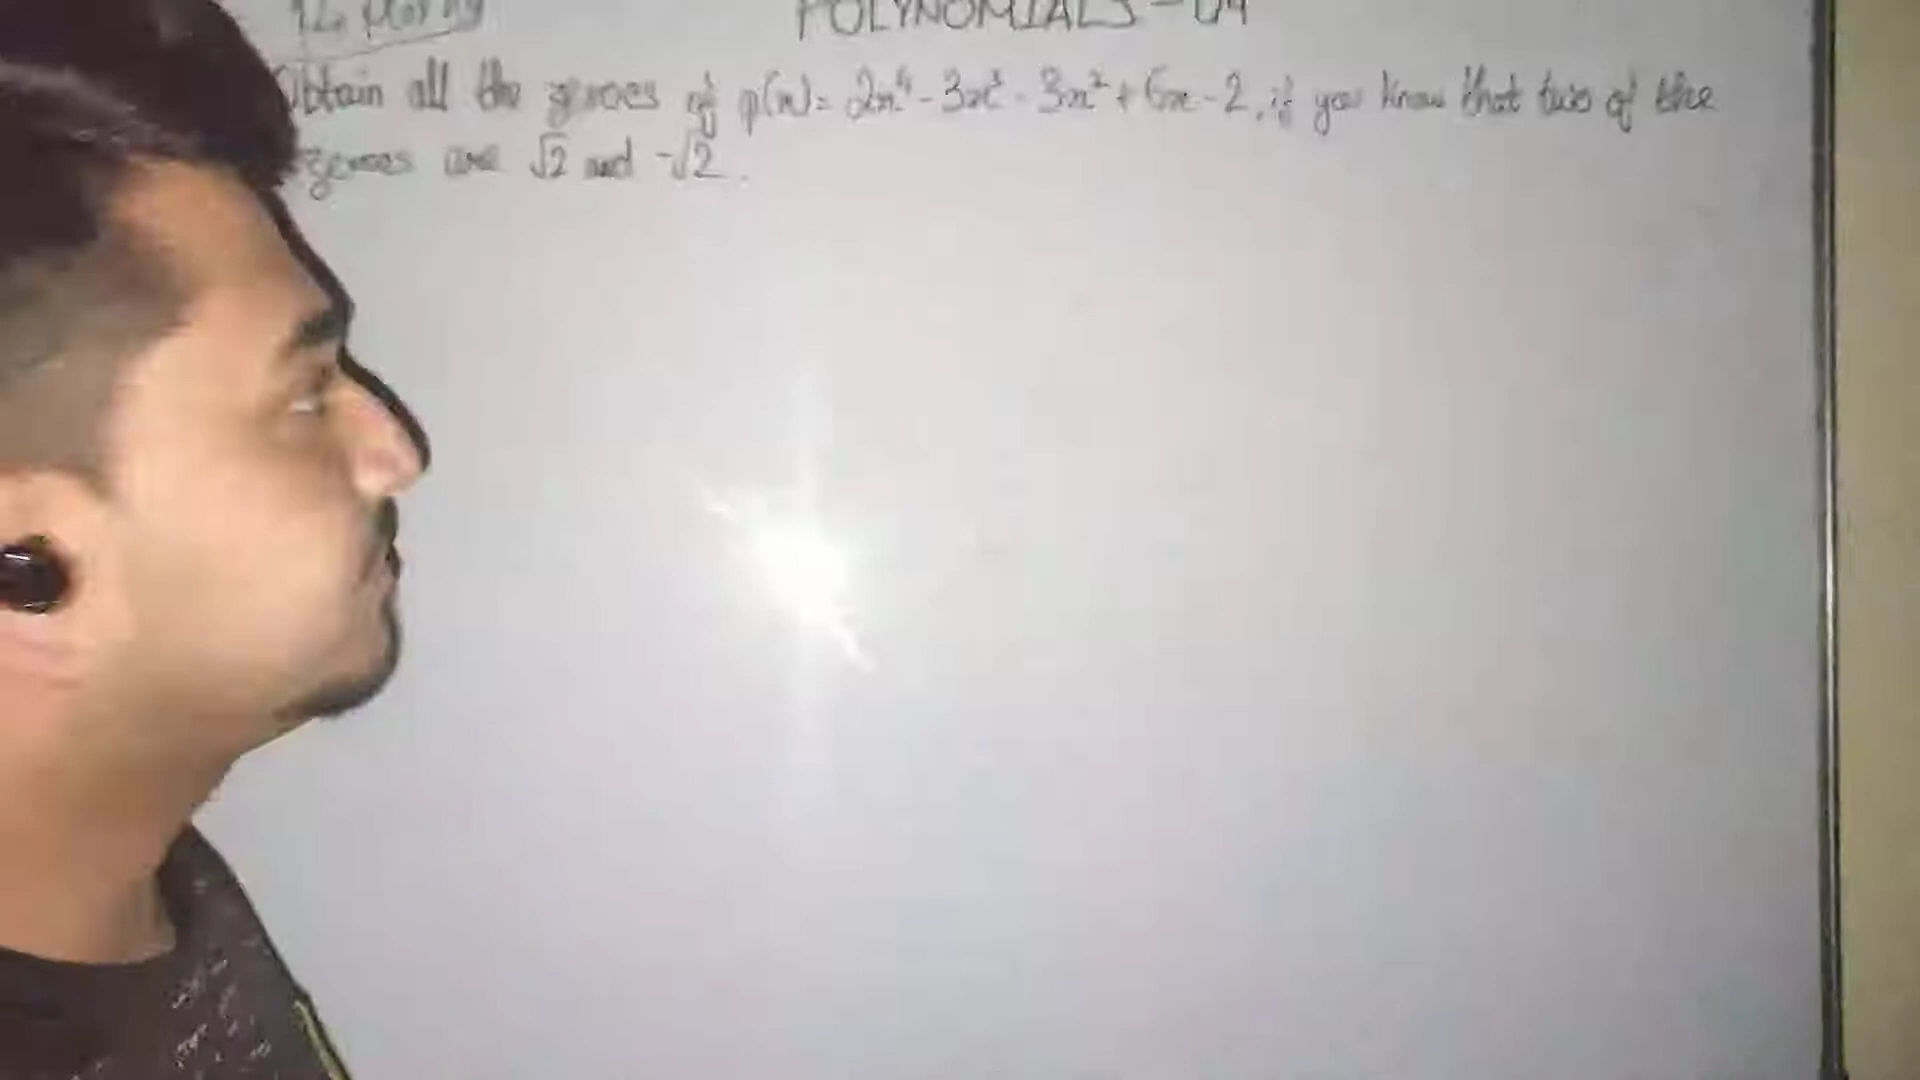 POLYNOMIALS - 04
Obtain all the zeroes of p(x) = 2x⁴ - 3x³ - 3x² + 6x - 2, if you know that two of the
zeroes are √2 and -√2.